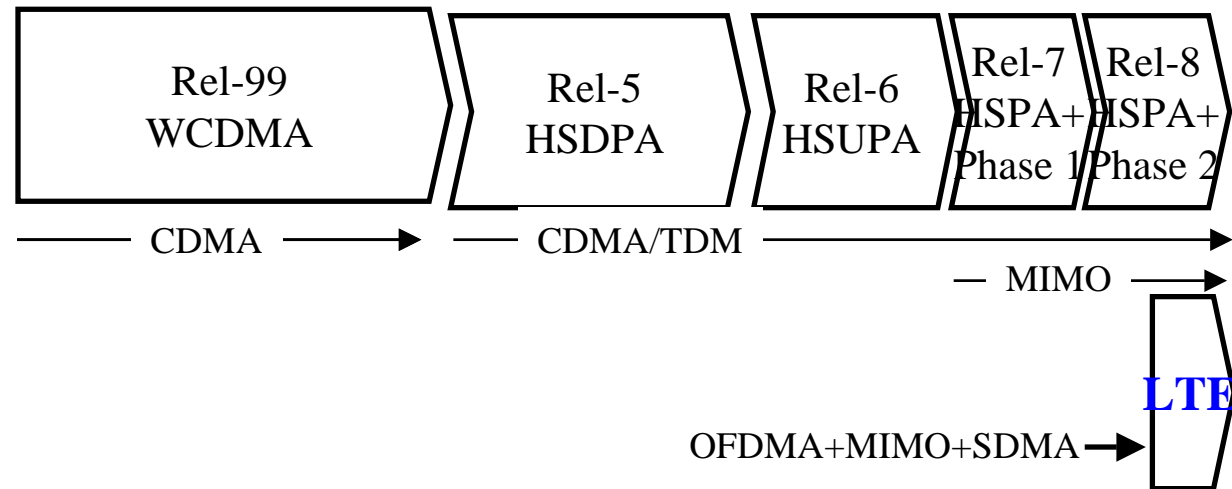 Rel-99
WCDMA
Rel-5
HSDPA
Rel-6
HSUPA
Rel-7
HSPA+
Phase 1
Rel-8
HSPA+
Phase 2
CDMA
CDMA/TDM
MIMO
LTE
OFDMA+MIMO+SDMA